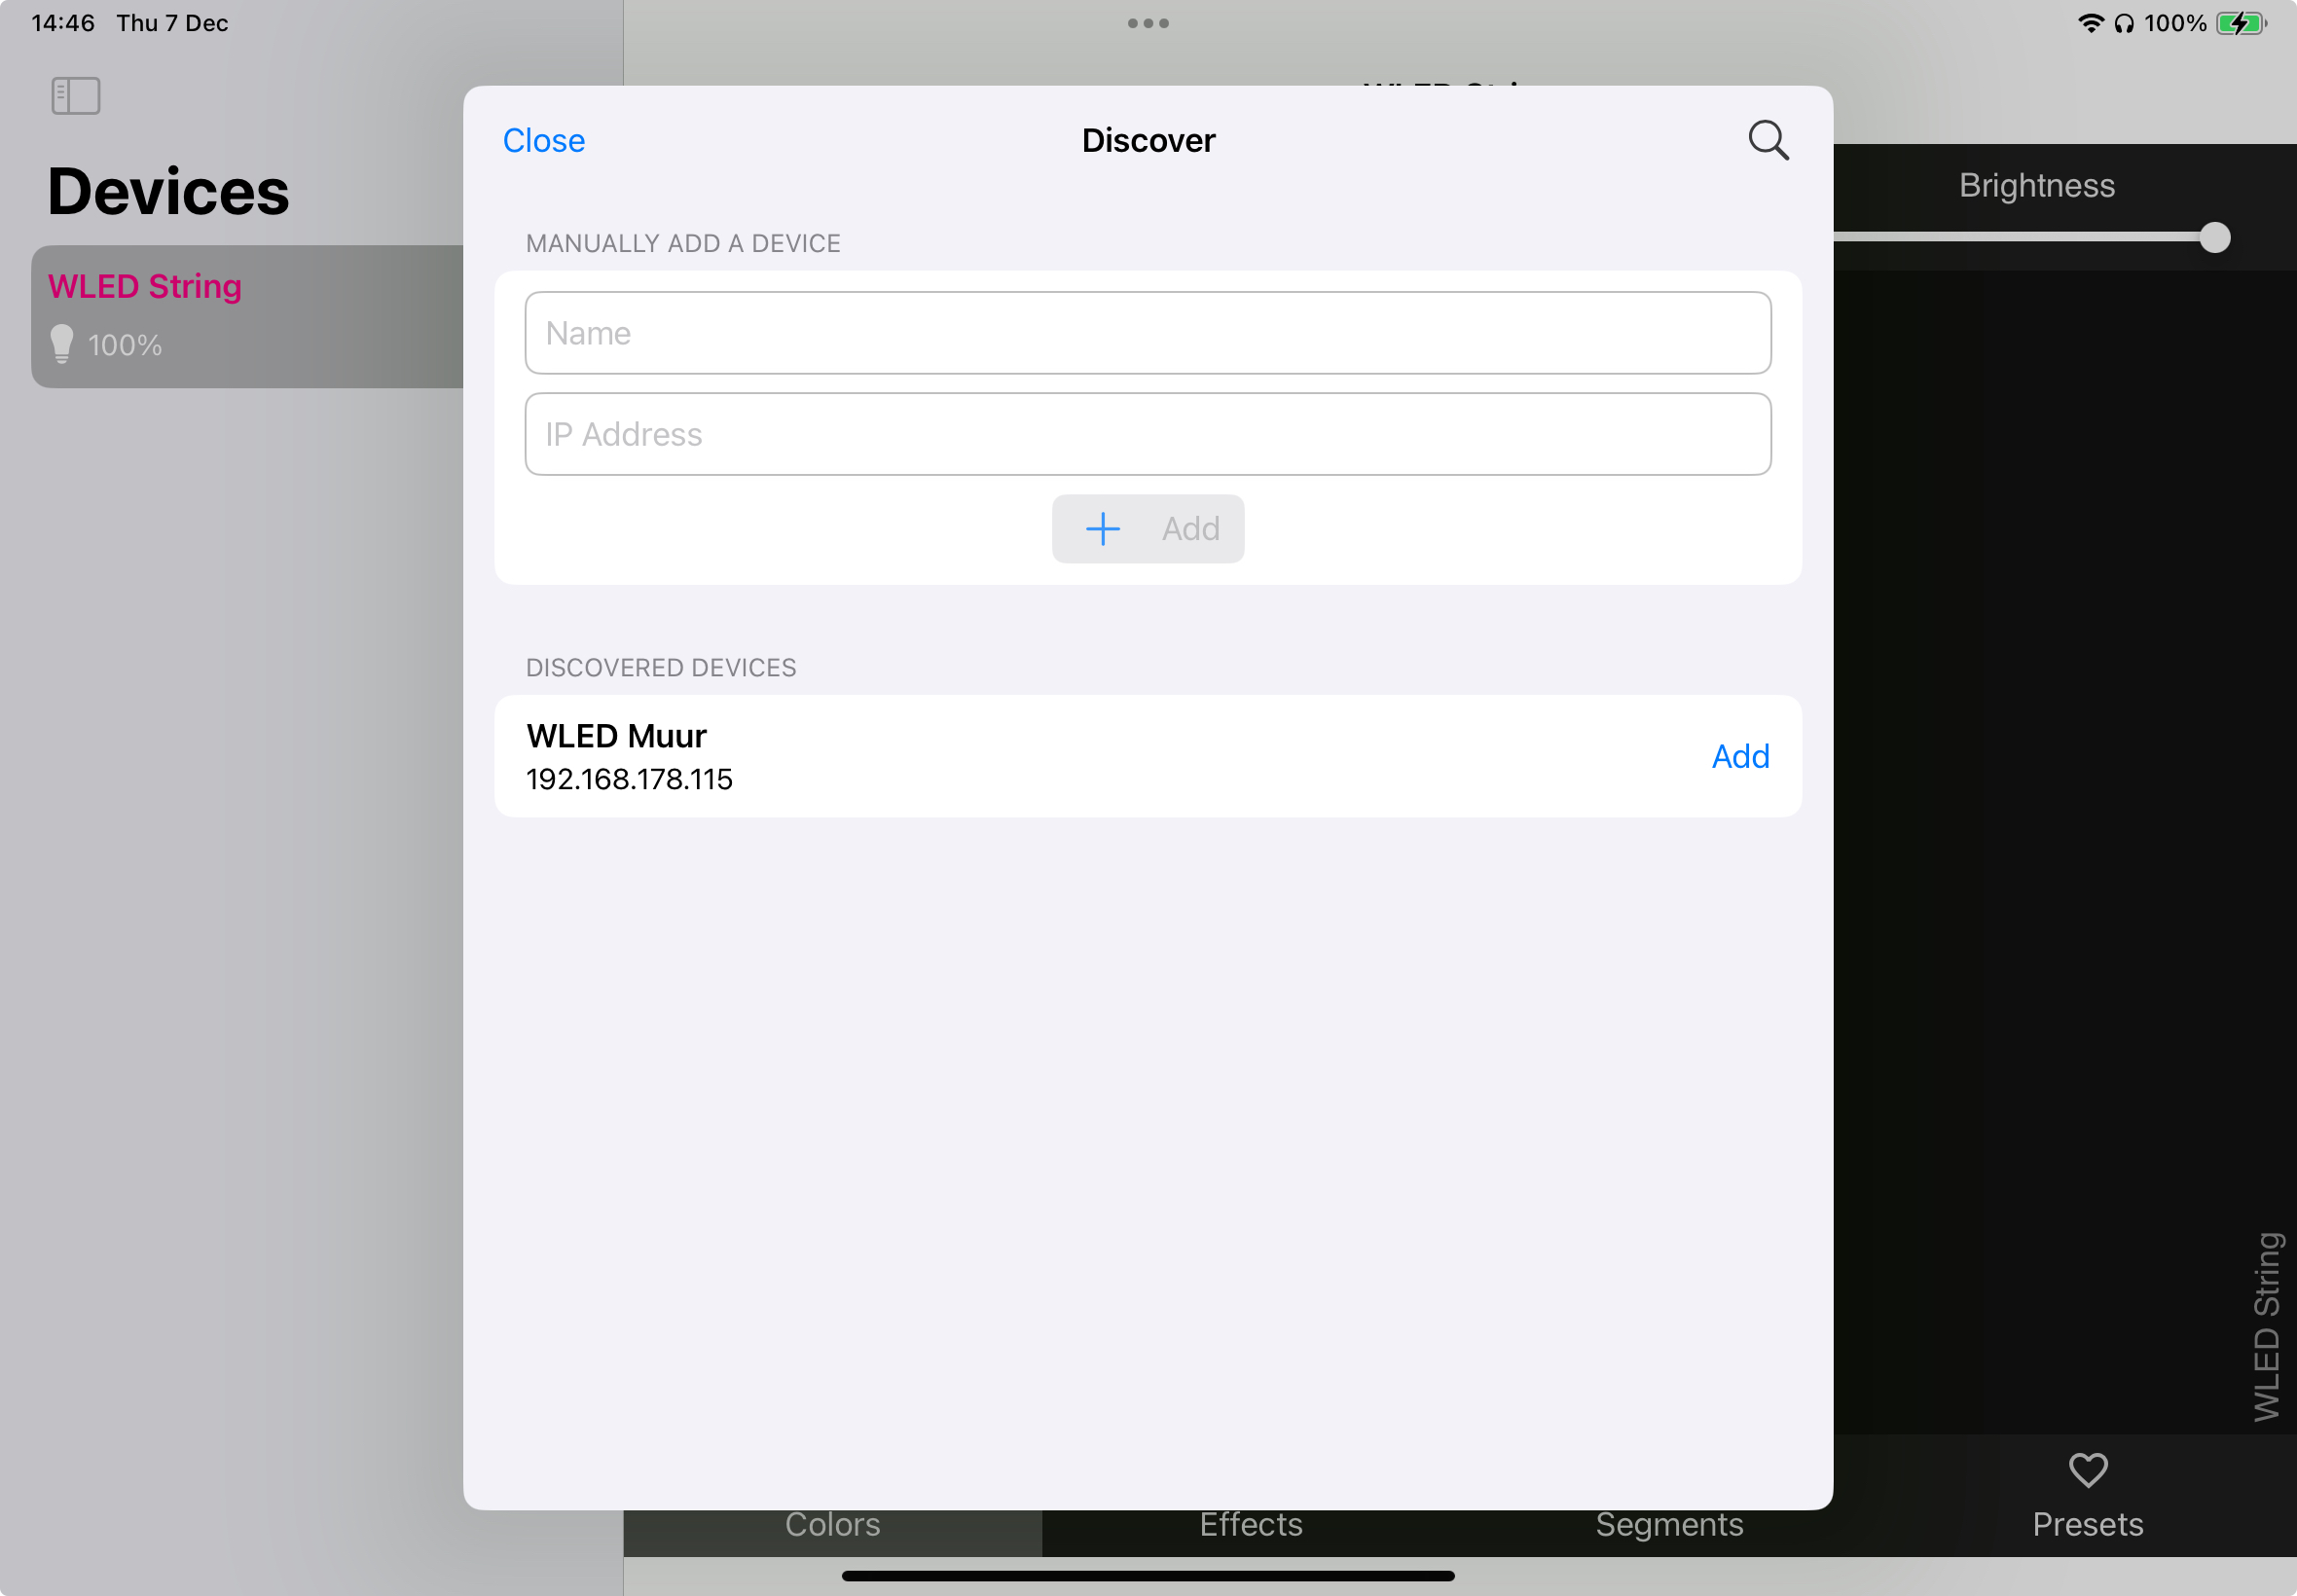 14:46 Thu 7 Dec
100%
Devices
WLED String
100%
Close
Discover
MANUALLY ADD A DEVICE
Name
IP Address
Add
DISCOVERED DEVICES
WLED Muur
192.168.178.115
Add
Brightness
WLED String
Colors
Effects
Segments
Presets